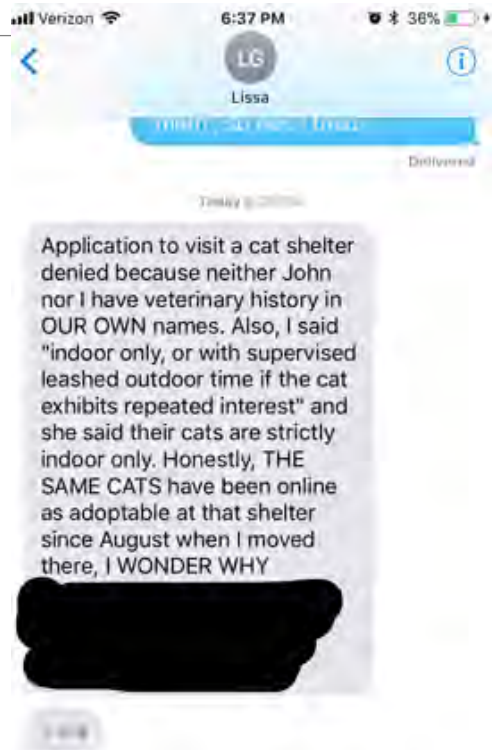 Verizon 6:37 PM 36%
LG
Lissa
Delivered
Today
Application to visit a cat shelter
denied because neither John
nor I have veterinary history in
OUR OWN names. Also, I said
"indoor only, or with supervised
leashed outdoor time if the cat
exhibits repeated interest" and
she said their cats are strictly
indoor only. Honestly, THE
SAME CATS have been online
as adoptable at that shelter
since August when I moved
there, I WONDER WHY